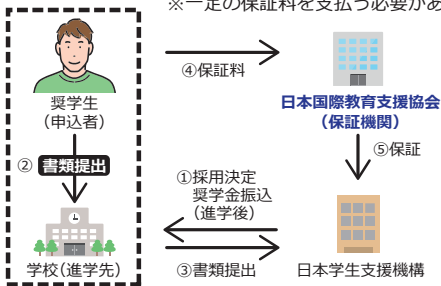 ※一定の保証料を支払う必要があ
④保証料
奨学生
(申込者)
日本国際教育支援協会
(保証機関)
② 書類提出
⑤保証
①採用決定
奨学金振込
(進学後)
学校(進学先)
③書類提出
日本学生支援機構